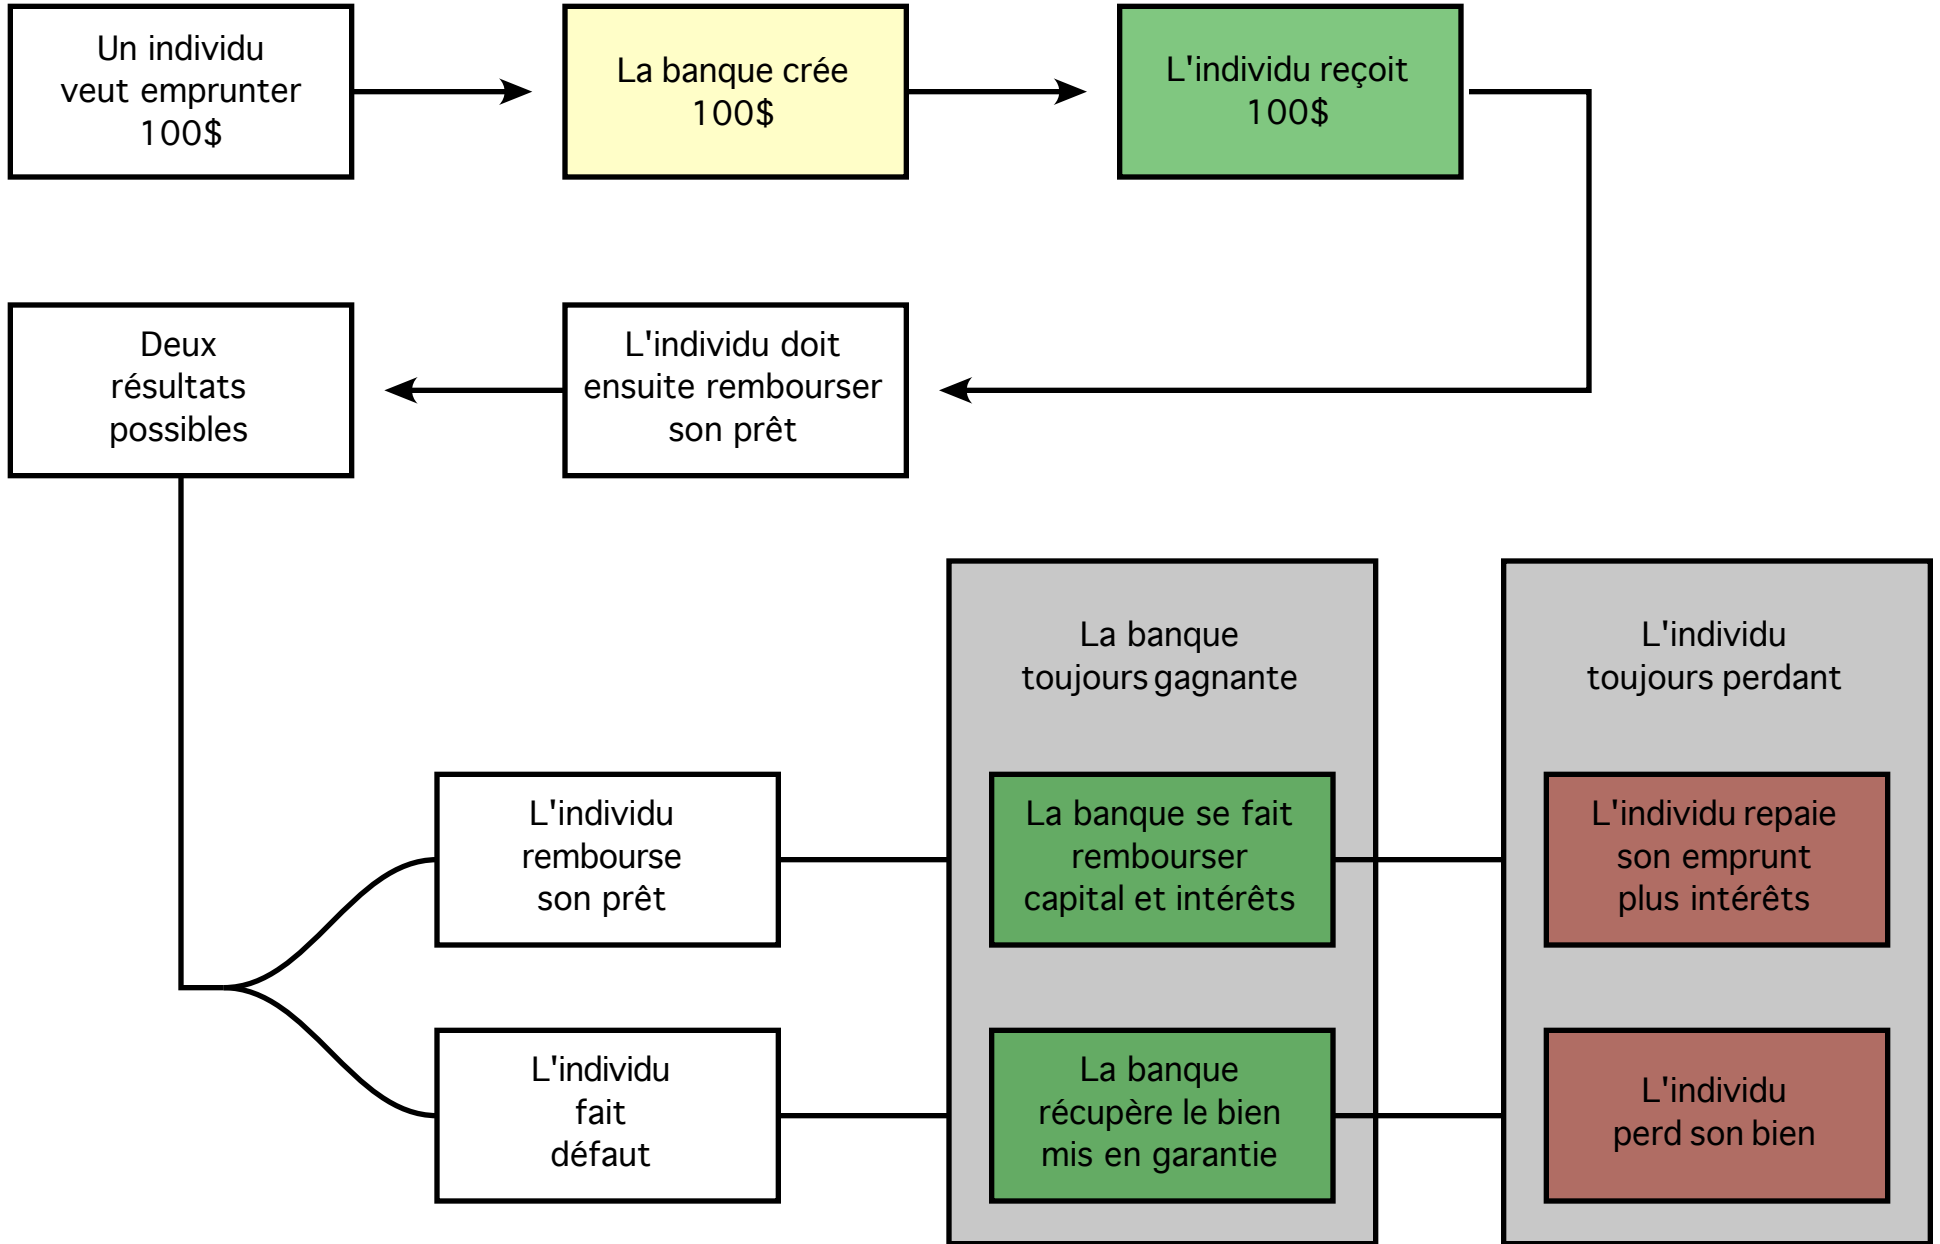 Un individu
veut emprunter
100$
La banque crée
100$
L'individu reçoit
100$
Deux
résultats
possibles
L'individu doit
ensuite rembourser
son prêt
La banque
toujours gagnante
L'individu
toujours perdant
L'individu
rembourse
son prêt
La banque se fait
rembourser
capital et intérêts
L'individu repaie
son emprunt
plus intérêts
L'individu
fait
défaut
La banque
récupère le bien
mis en garantie
L'individu
perd son bien